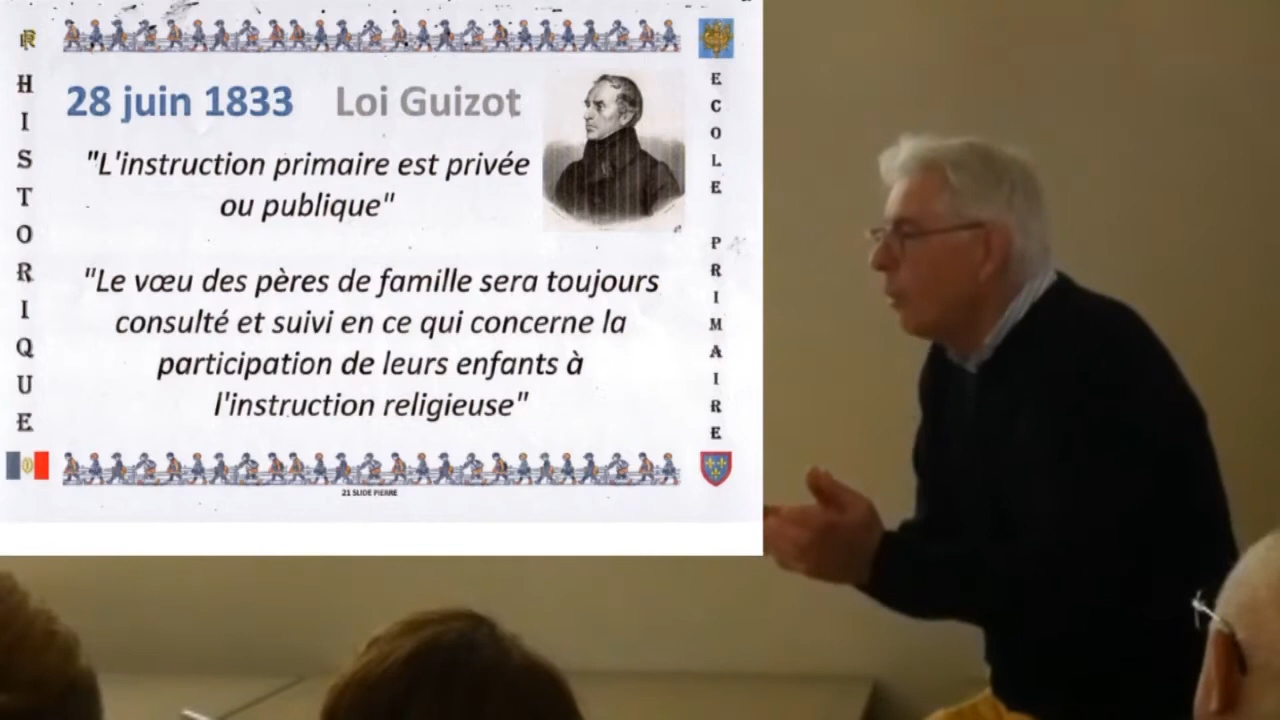 28 juin 1833 Loi Guizot
"L'instruction primaire est privée
ou publique"
"Le vœu des pères de famille sera toujours
consulté et suivi en ce qui concerne la
participation de leurs enfants à
l'instruction religieuse"
HISTORIQUE
ECOLE PRIMAIRE
21 SLIDE PIERRE
RF